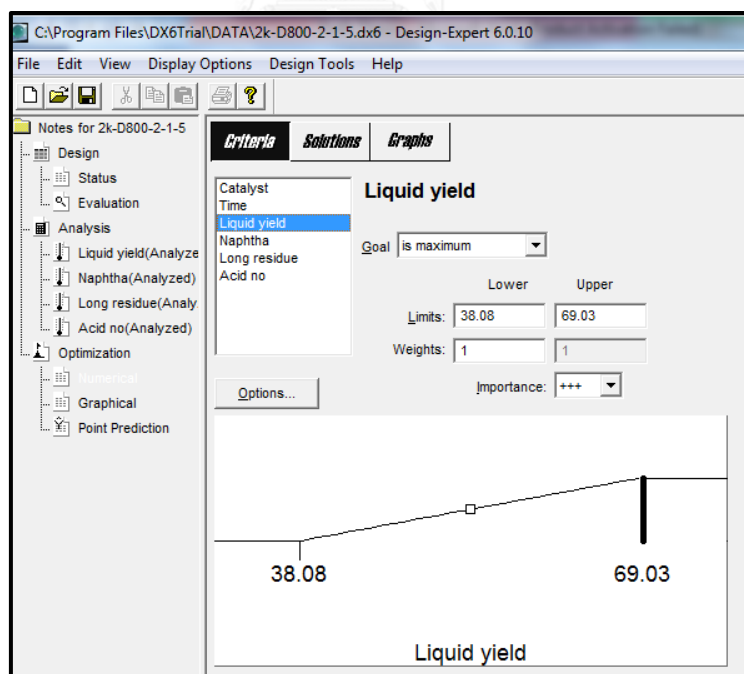 C:\Program Files\DX6Trial\DATA\2k-D800-2-1-5.dx6 - Design-Expert 6.0.10
File Edit View Display Options Design Tools Help
Notes for 2k-D800-2-1-5
Design
Status
Evaluation
Analysis
Liquid yield(Analyze
Naphtha(Analyzed)
Long residue(Analy
Acid no(Analyzed)
Optimization
Numerical
Graphical
Point Prediction
Criteria Solutions Graphs
Catalyst
Time
Liquid yield
Naphtha
Long residue
Acid no
Options...
Liquid yield
Goal is maximum
Lower Upper
Limits: 38.08 69.03
Weights: 1 1
Importance: +++
38.08 69.03
Liquid yield